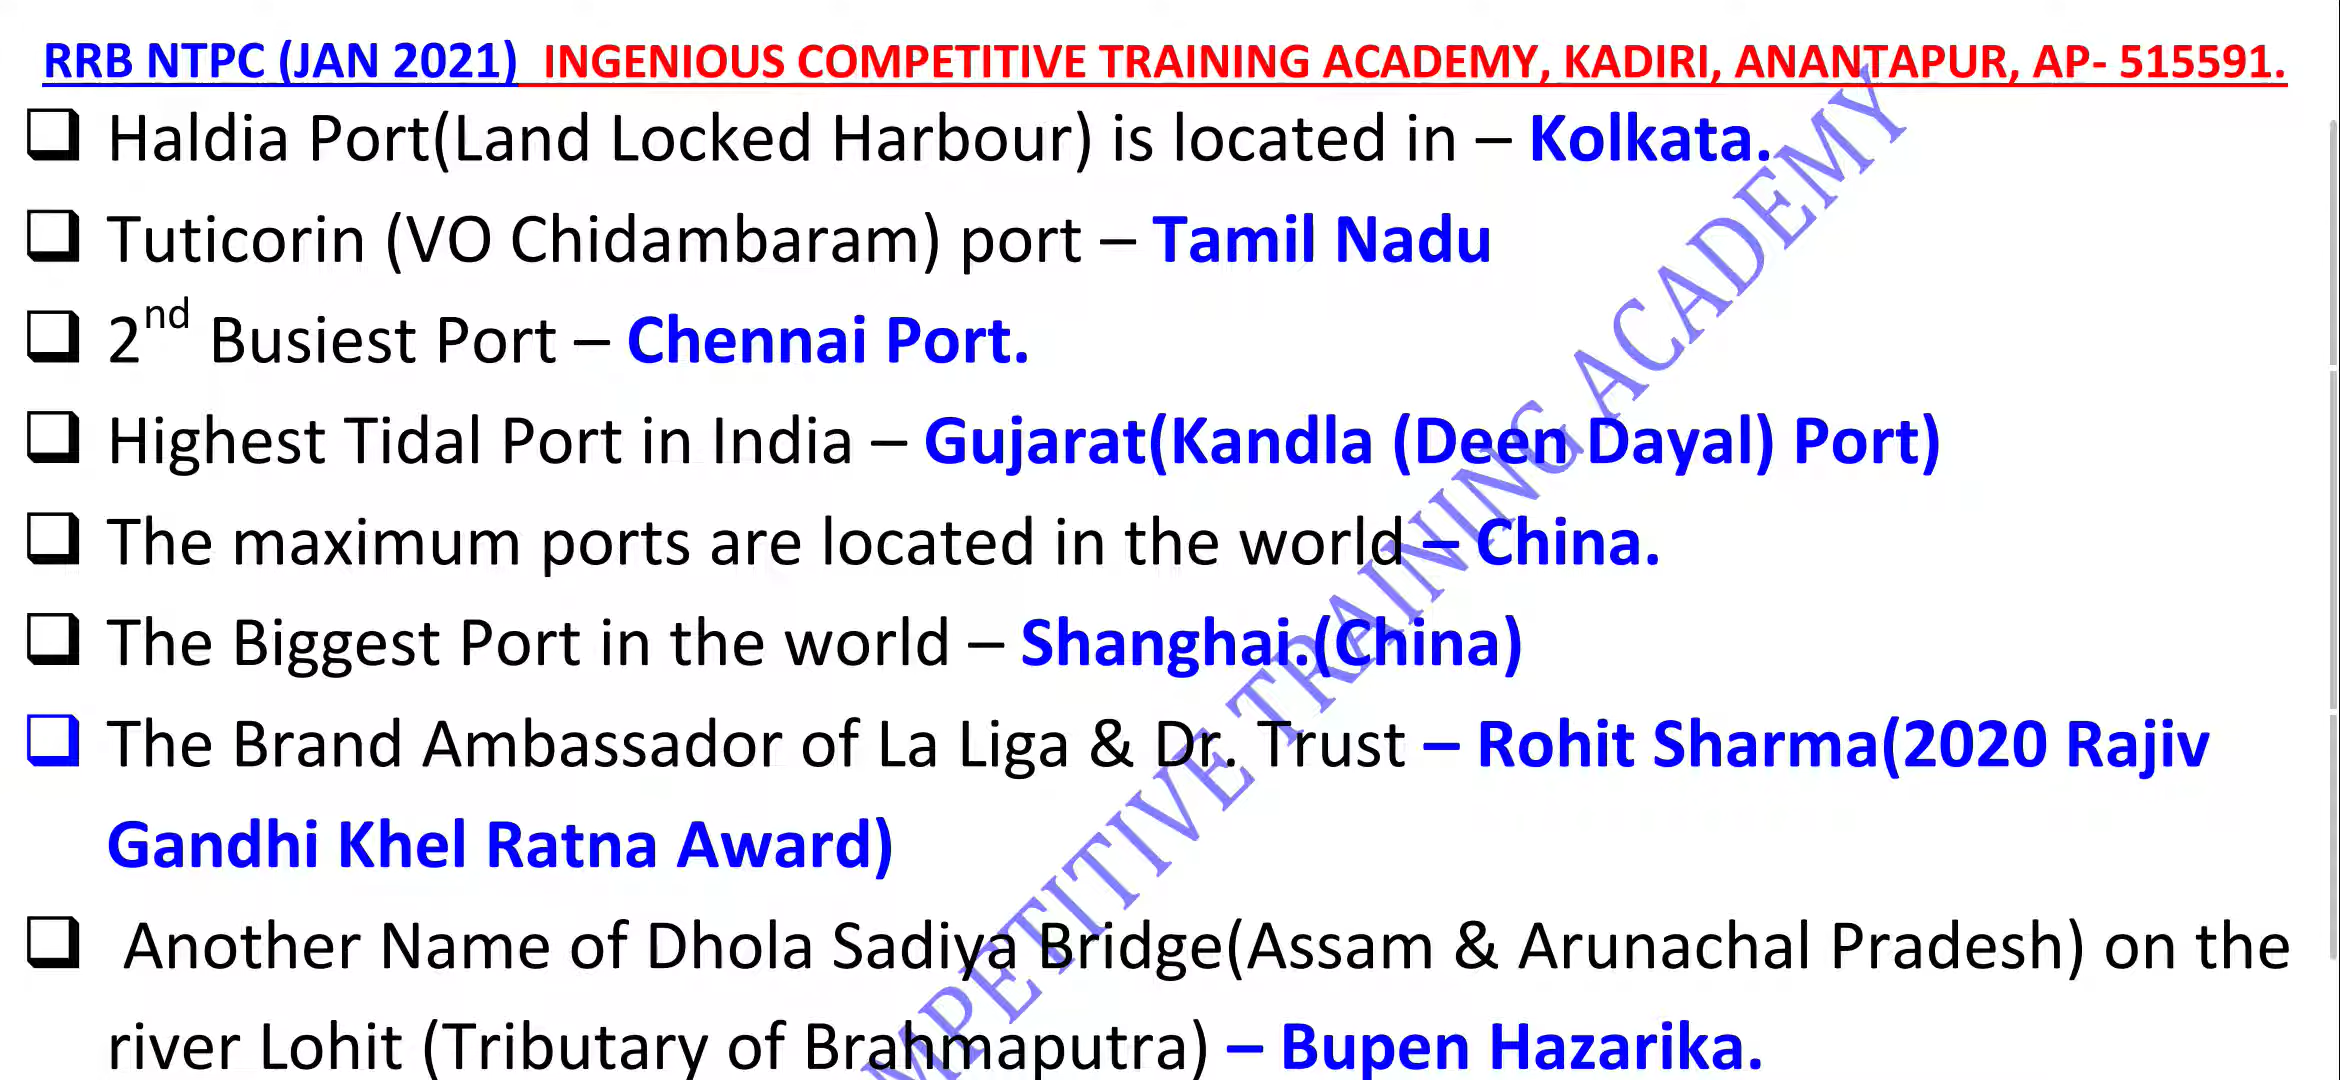 RRB NTPC (JAN 2021) INGENIOUS COMPETITIVE TRAINING ACADEMY, KADIRI, ANANTAPUR, AP- 515591.
Haldia Port(Land Locked Harbour) is located in – Kolkata.
Tuticorin (VO Chidambaram) port – Tamil Nadu
2nd Busiest Port – Chennai Port.
Highest Tidal Port in India – Gujarat(Kandla (Deen Dayal) Port)
The maximum ports are located in the world – China.
The Biggest Port in the world – Shanghai.(China)
The Brand Ambassador of La Liga & Dr. Trust – Rohit Sharma(2020 Rajiv
Gandhi Khel Ratna Award)
Another Name of Dhola Sadiya Bridge(Assam & Arunachal Pradesh) on the
river Lohit (Tributary of Brahmaputra) – Bupen Hazarika.
MPETITIVE TRAINING ACADEMY